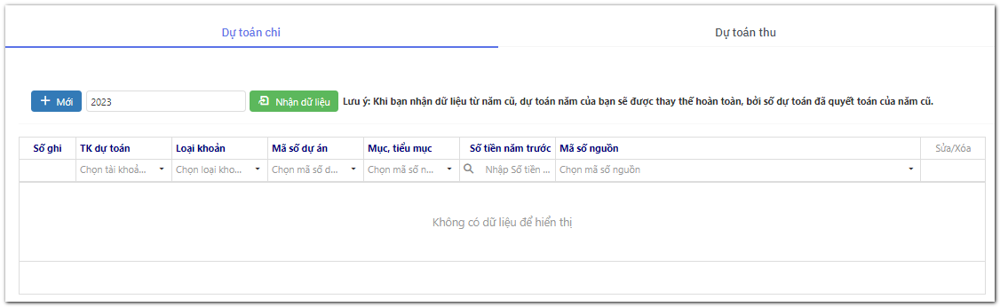 Dự toán chi Dự toán thu
Mới 2023 Nhận dữ liệu Lưu ý: Khi bạn nhận dữ liệu từ năm cũ, dự toán năm của bạn sẽ được thay thế hoàn toàn, bởi số dự toán đã quyết toán của năm cũ.
Số ghi TK dự toán Loại khoản Mã số dự án Mục, tiểu mục Số tiền năm trước Mã số nguồn Sửa/Xóa
Chọn tài khoả... Chọn loại kho... Chọn mã số d... Chọn mã số n... Nhập Số tiền ... Chọn mã số nguồn
Không có dữ liệu để hiển thị